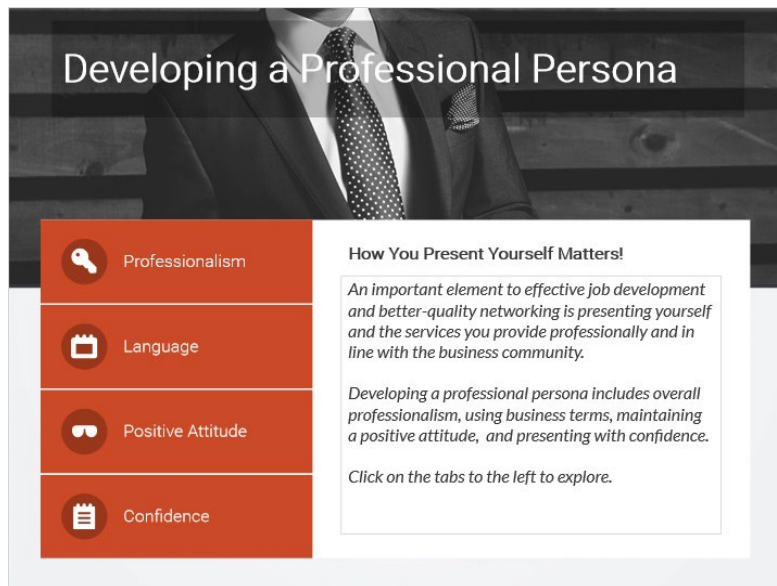 Developing a Professional Persona
Professionalism
Language
Positive Attitude
Confidence
How You Present Yourself Matters!
An important element to effective job development
and better-quality networking is presenting yourself
and the services you provide professionally and in
line with the business community.
Developing a professional persona includes overall
professionalism, using business terms, maintaining
a positive attitude,  and presenting with confidence.
Click on the tabs to the left to explore.